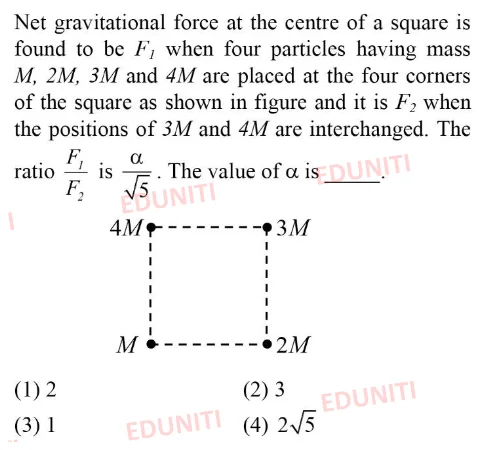 Net gravitational force at the centre of a square is
found to be F₁ when four particles having mass
M, 2M, 3M and 4M are placed at the four corners
of the square as shown in figure and it is F₂ when
the positions of 3M and 4M are interchanged. The
ratio F₁/F₂ is α/√5. The value of α is ______.
EDUNITI
EDUNITI
4M 3M
M 2M
(1) 2 (2) 3
EDUNITI
(3) 1 (4) 2√5
EDUNITI